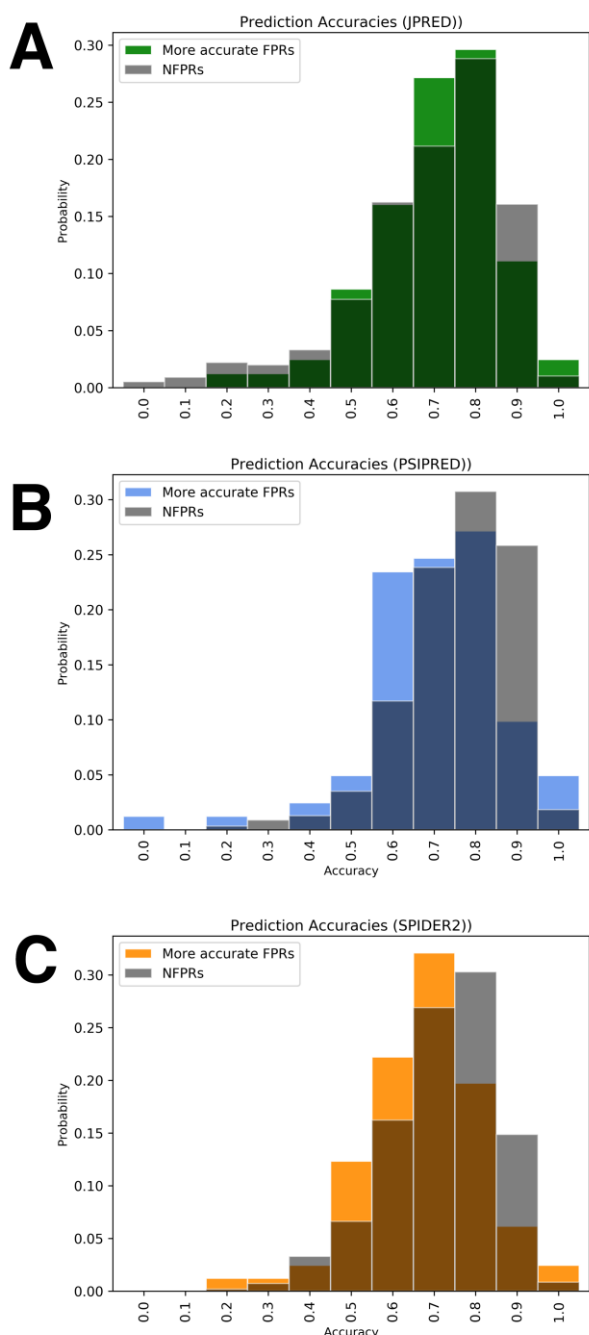 A
Prediction Accuracies (JPRED))
More accurate FPRs
NFPRs
Probability
0.30
0.25
0.20
0.15
0.10
0.05
0.00
0.0 0.1 0.2 0.3 0.4 0.5 0.6 0.7 0.8 0.9 1.0
B
Prediction Accuracies (PSIPRED))
More accurate FPRs
NFPRs
Probability
0.30
0.25
0.20
0.15
0.10
0.05
0.00
0.0 0.1 0.2 0.3 0.4 0.5 0.6 0.7 0.8 0.9 1.0
Accuracy
C
Prediction Accuracies (SPIDER2))
More accurate FPRs
NFPRs
Probability
0.30
0.25
0.20
0.15
0.10
0.05
0.00
0.0 0.1 0.2 0.3 0.4 0.5 0.6 0.7 0.8 0.9 1.0
Accuracy